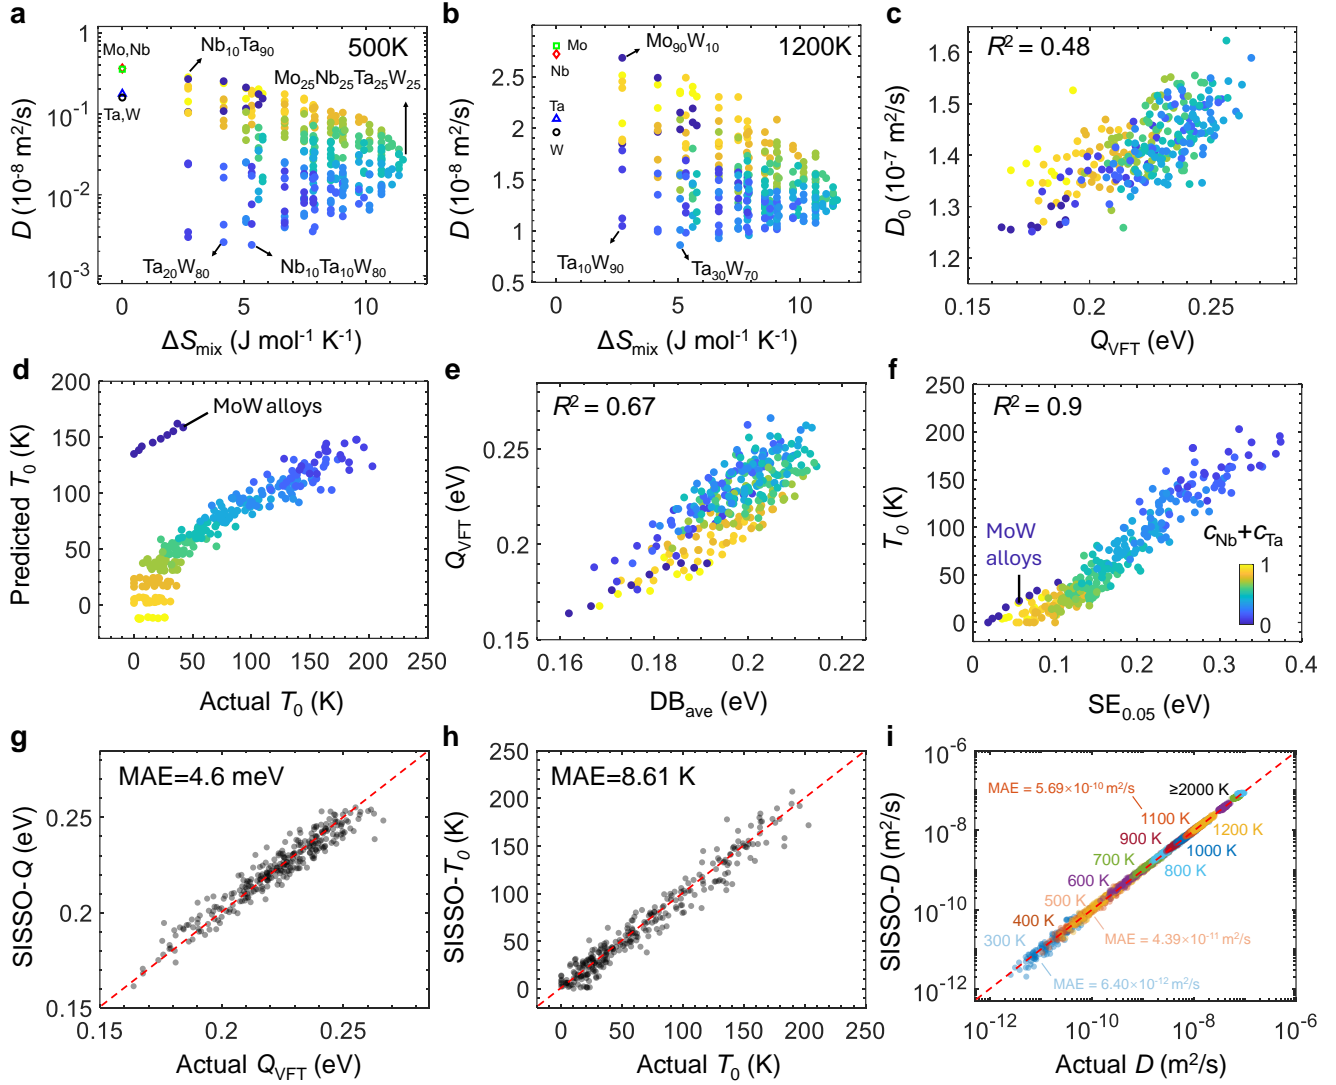 a
500K
Mo,Nb
Nb10Ta90
Mo25Nb25Ta25W25
Ta,W
Ta20W80
Nb10Ta10W80
1
10-1
10-2
10-3
D (10-8 m2/s)
0 5 10
ΔSmix (J mol-1 K-1)
b
1200K
Mo
Nb
Ta
W
Mo90W10
Ta10W90
Ta30W70
2.5
2
1.5
1
0.5
D (10-8 m2/s)
0 5 10
ΔSmix (J mol-1 K-1)
c
R2 = 0.48
1.6
1.5
1.4
1.3
1.2
D0 (10-7 m2/s)
0.15 0.2 0.25
QVFT (eV)
d
MoW alloys
200
150
100
50
0
Predicted T0 (K)
0 50 100 150 200 250
Actual T0 (K)
e
R2 = 0.67
0.25
0.2
0.15
QVFT (eV)
0.16 0.18 0.2 0.22
DBave (eV)
f
R2 = 0.9
MoW
alloys
cNb+cTa
1
0
250
200
150
100
50
0
T0 (K)
0 0.1 0.2 0.3 0.4
SE0.05 (eV)
g
MAE=4.6 meV
0.25
0.2
0.15
SISSO-Q (eV)
0.15 0.2 0.25
Actual QVFT (eV)
h
MAE=8.61 K
250
200
150
100
50
0
SISSO-T0 (K)
0 50 100 150 200 250
Actual T0 (K)
i
MAE = 5.69×10-10 m2/s
≥2000 K
1100 K
1200 K
900 K
1000 K
700 K
800 K
600 K
500 K
400 K
MAE = 4.39×10-11 m2/s
300 K
MAE = 6.40×10-12 m2/s
10-6
10-8
10-10
10-12
SISSO-D (m2/s)
10-12 10-10 10-8 10-6
Actual D (m2/s)